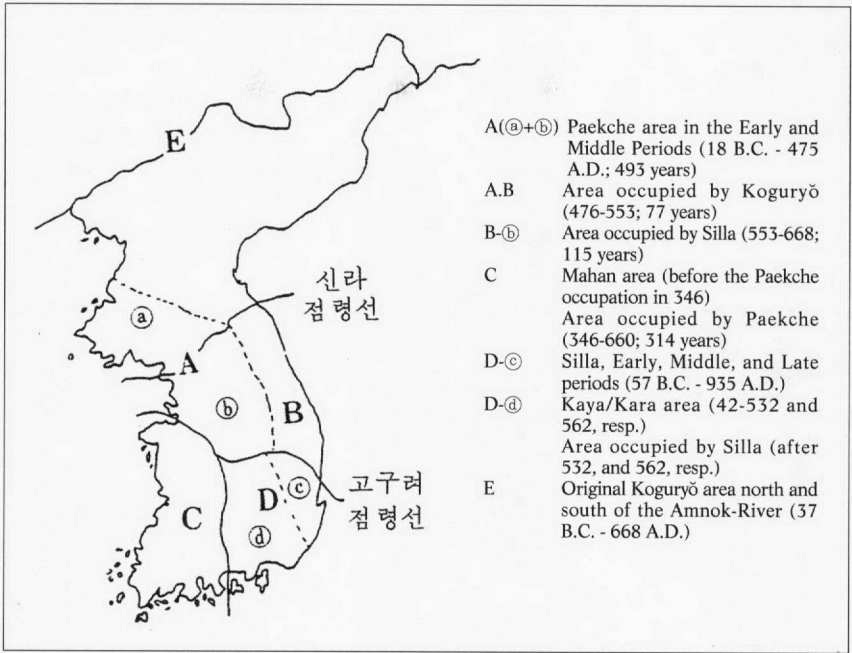 E
ⓐ
신라
점령선
A
ⓑ
B
고구려
점령선
C
D
ⓒ
ⓓ
A(ⓐ+ⓑ) Paekche area in the Early and
Middle Periods (18 B.C. - 475
A.D.; 493 years)
A.B Area occupied by Koguryŏ
(476-553; 77 years)
B-ⓑ Area occupied by Silla (553-668;
115 years)
C Mahan area (before the Paekche
occupation in 346)
Area occupied by Paekche
(346-660; 314 years)
D-ⓒ Silla, Early, Middle, and Late
periods (57 B.C. - 935 A.D.)
D-ⓓ Kaya/Kara area (42-532 and
562, resp.)
Area occupied by Silla (after
532, and 562, resp.)
E Original Koguryŏ area north and
south of the Amnok-River (37
B.C. - 668 A.D.)